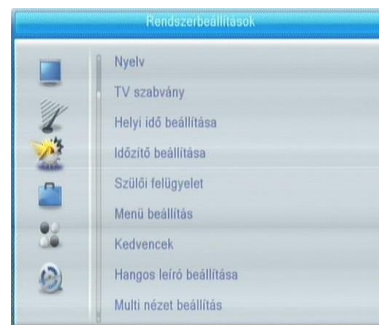 Rendszerbeállítások
Nyelv
TV szabvány
Helyi idő beállítása
Időzítő beállítása
Szülői felügyelet
Menü beállítás
Kedvencek
Hangos leíró beállítása
Multi nézet beállítás